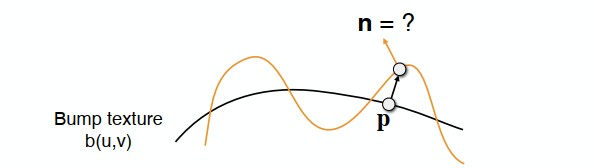 n = ?
Bump texture
b(u,v)
p